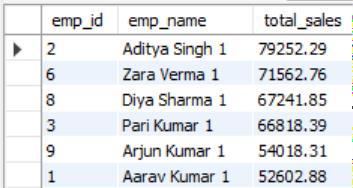 emp_id emp_name total_sales
2 Aditya Singh 1 79252.29
6 Zara Verma 1 71562.76
8 Diya Sharma 1 67241.85
3 Pari Kumar 1 66818.39
9 Arjun Kumar 1 54018.31
1 Aarav Kumar 1 52602.88